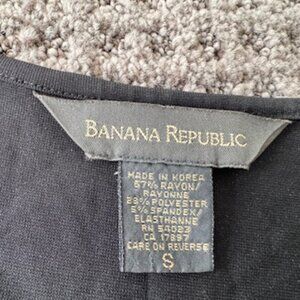 BANANA REPUBLIC
MADE IN KOREA
67% RAYON/
RAYONNE
28% POLYESTER
5% SPANDEX/
ELASTHANNE
RN 54023
CA 17897
CARE ON REVERSE
S